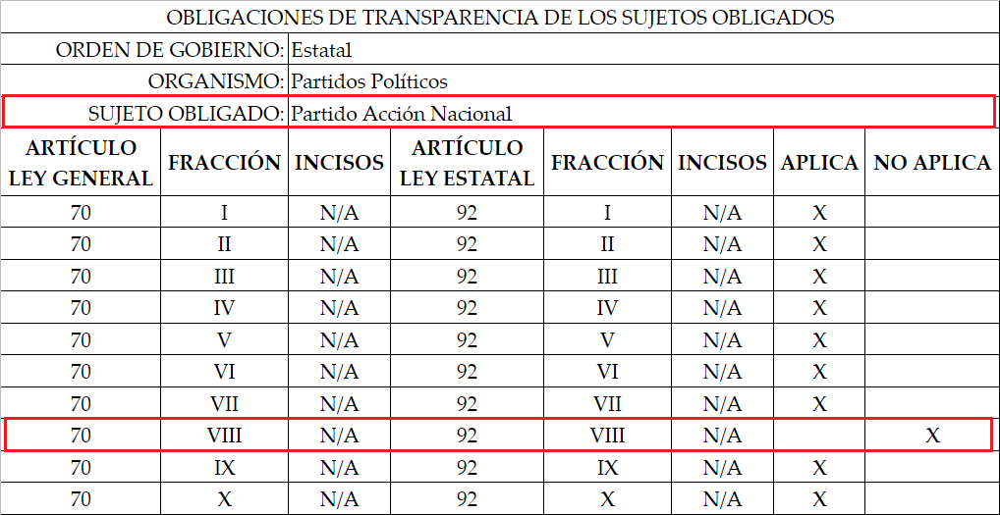 OBLIGACIONES DE TRANSPARENCIA DE LOS SUJETOS OBLIGADOS
ORDEN DE GOBIERNO: Estatal
ORGANISMO: Partidos Políticos
SUJETO OBLIGADO: Partido Acción Nacional
ARTÍCULO LEY GENERAL FRACCIÓN INCISOS ARTÍCULO LEY ESTATAL FRACCIÓN INCISOS APLICA NO APLICA
70 I N/A 92 I N/A X
70 II N/A 92 II N/A X
70 III N/A 92 III N/A X
70 IV N/A 92 IV N/A X
70 V N/A 92 V N/A X
70 VI N/A 92 VI N/A X
70 VII N/A 92 VII N/A X
70 VIII N/A 92 VIII N/A X
70 IX N/A 92 IX N/A X
70 X N/A 92 X N/A X